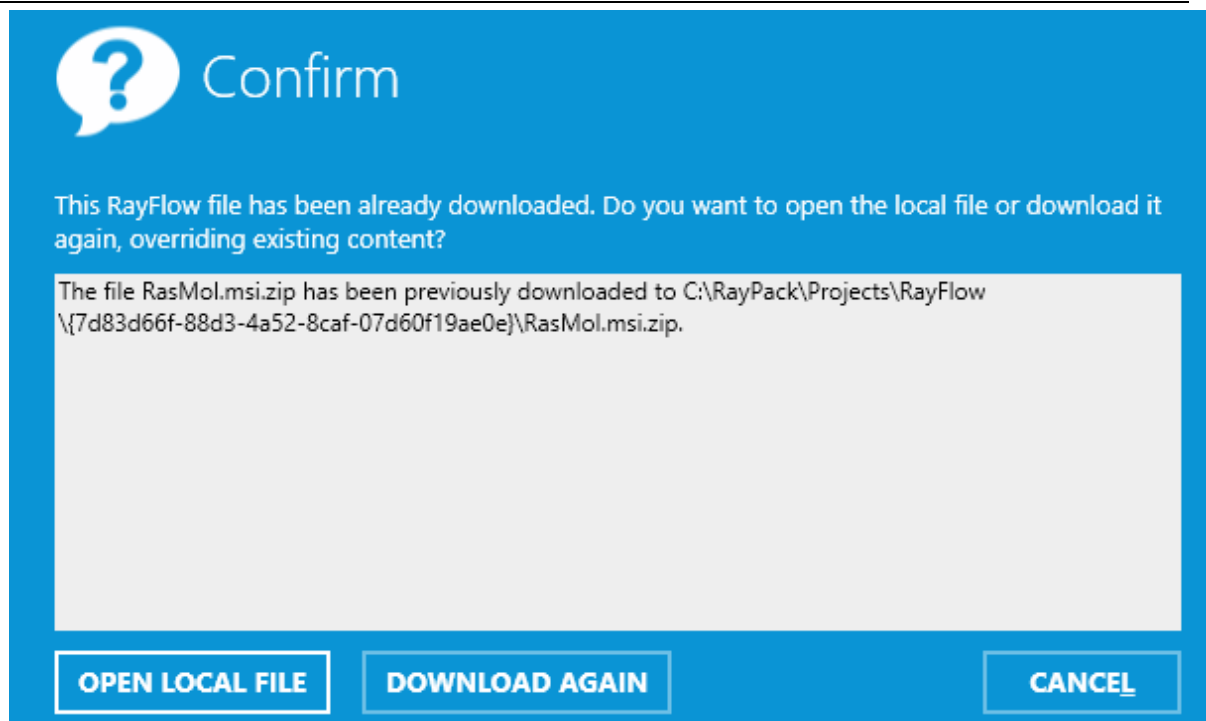 Confirm
This RayFlow file has been already downloaded. Do you want to open the local file or download it
again, overriding existing content?
The file RasMol.msi.zip has been previously downloaded to C:\RayPack\Projects\RayFlow
\{7d83d66f-88d3-4a52-8caf-07d60f19ae0e}\RasMol.msi.zip.
OPEN LOCAL FILE DOWNLOAD AGAIN CANCEL